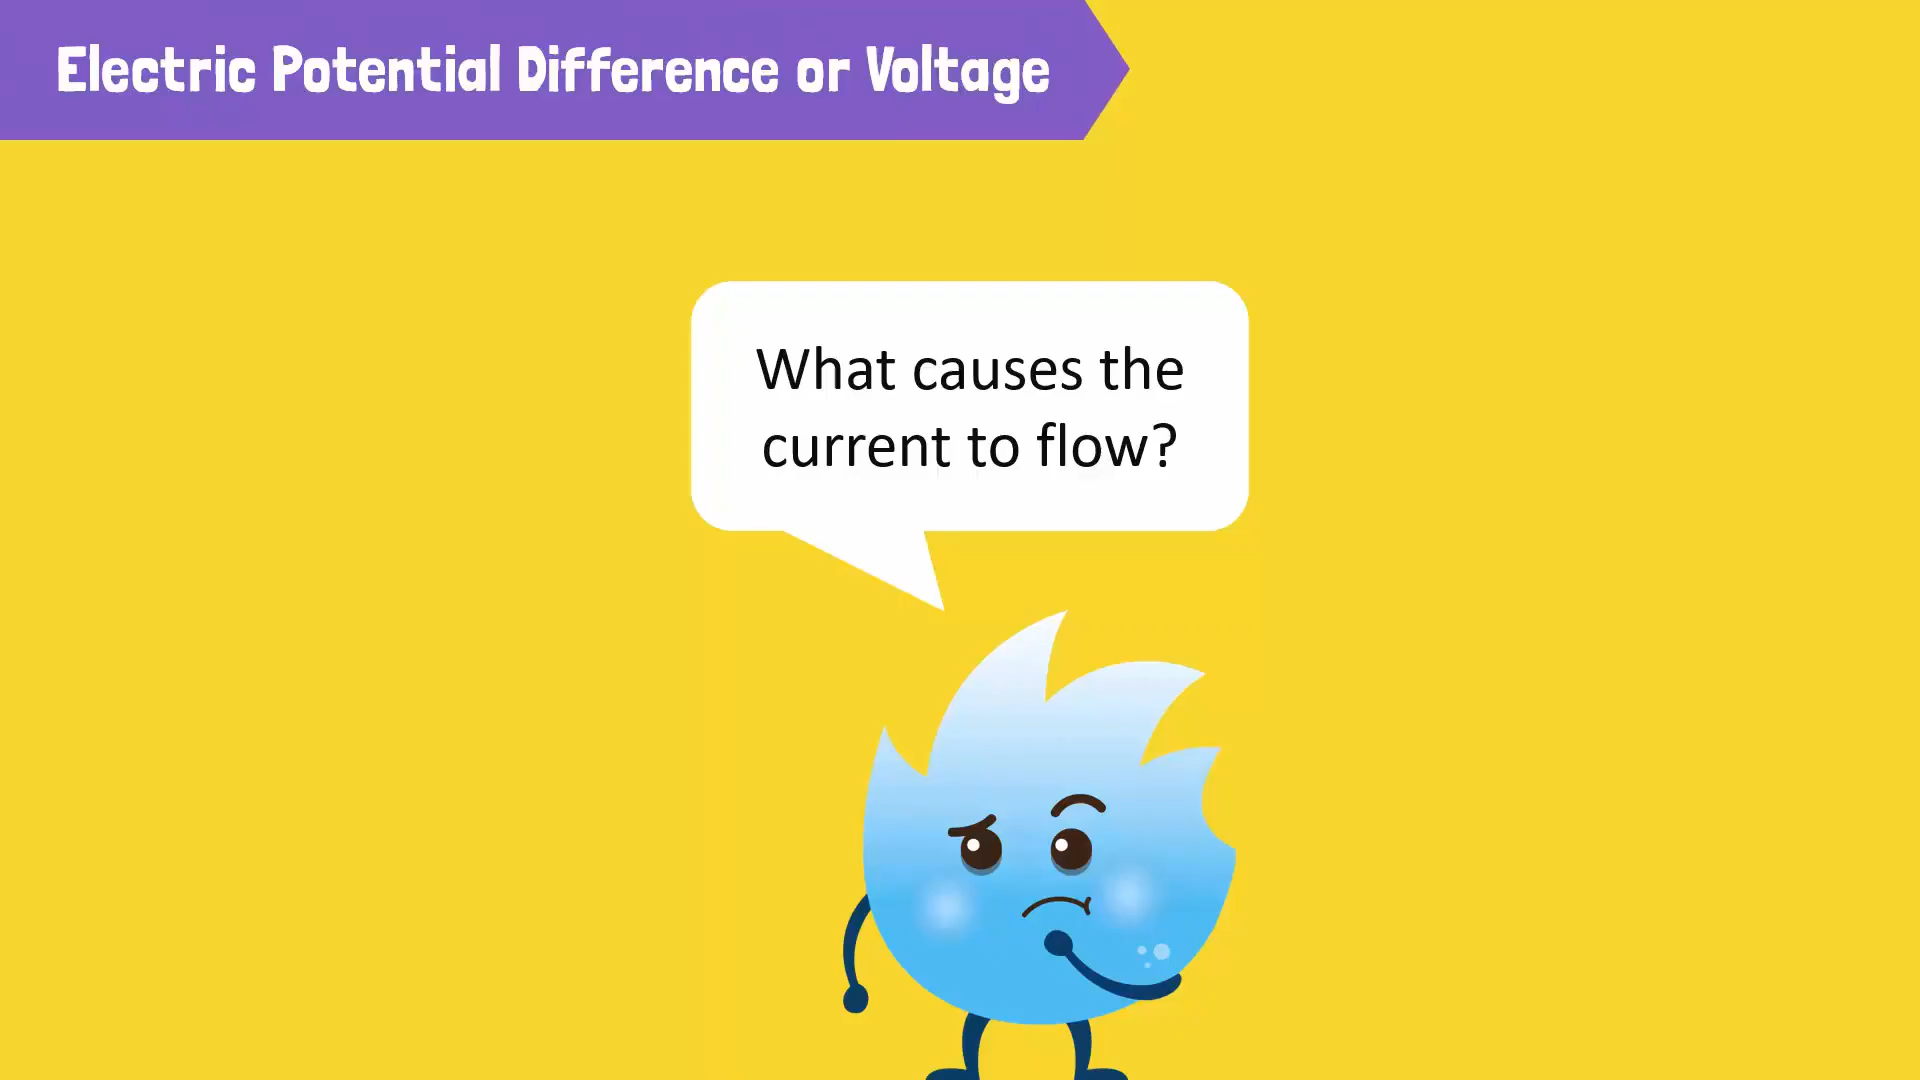 Electric Potential Difference or Voltage
What causes the
current to flow?